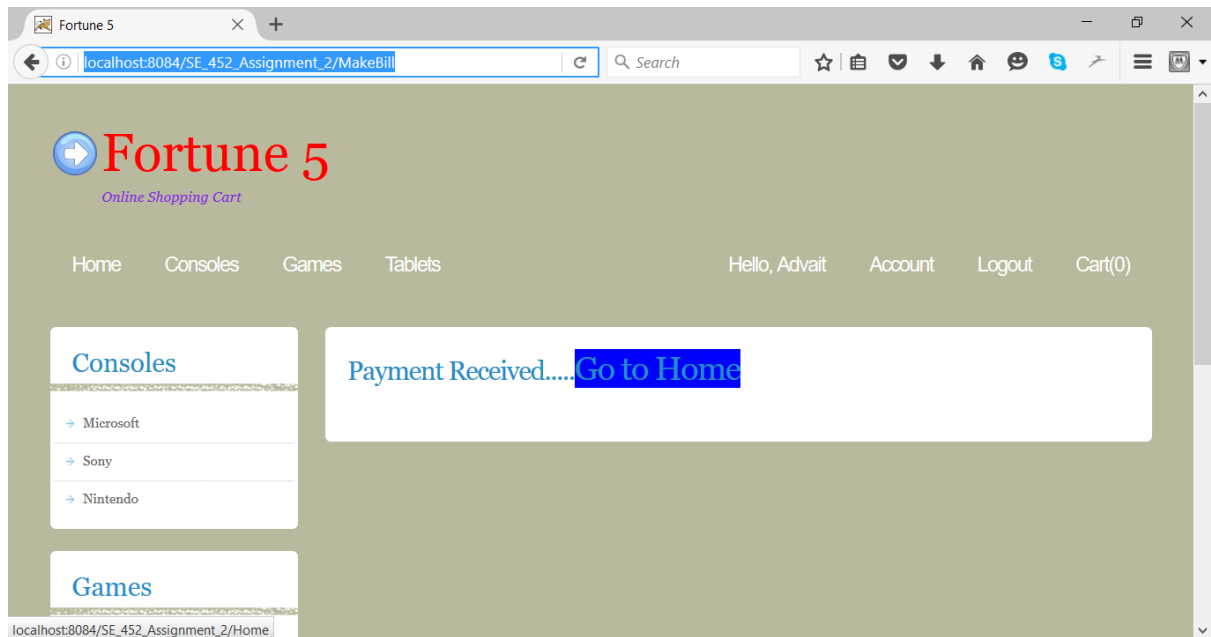 Fortune 5
localhost:8084/SE_452_Assignment_2/MakeBill
Search
Fortune 5
Online Shopping Cart
Home Consoles Games Tablets Hello, Advait Account Logout Cart(0)
Consoles
Microsoft
Sony
Nintendo
Payment Received.....Go to Home
Games
localhost:8084/SE_452_Assignment_2/Home